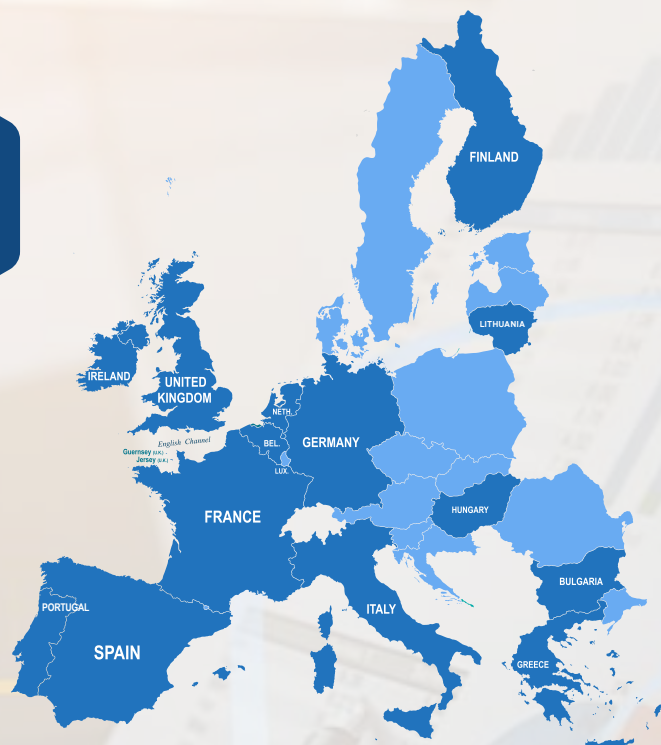 FINLAND
LITHUANIA
IRELAND
UNITED
KINGDOM
NETH.
English Channel
Guernsey (U.K.)
Jersey (U.K.)
BEL.
GERMANY
LUX.
FRANCE
HUNGARY
BULGARIA
PORTUGAL
ITALY
SPAIN
GREECE